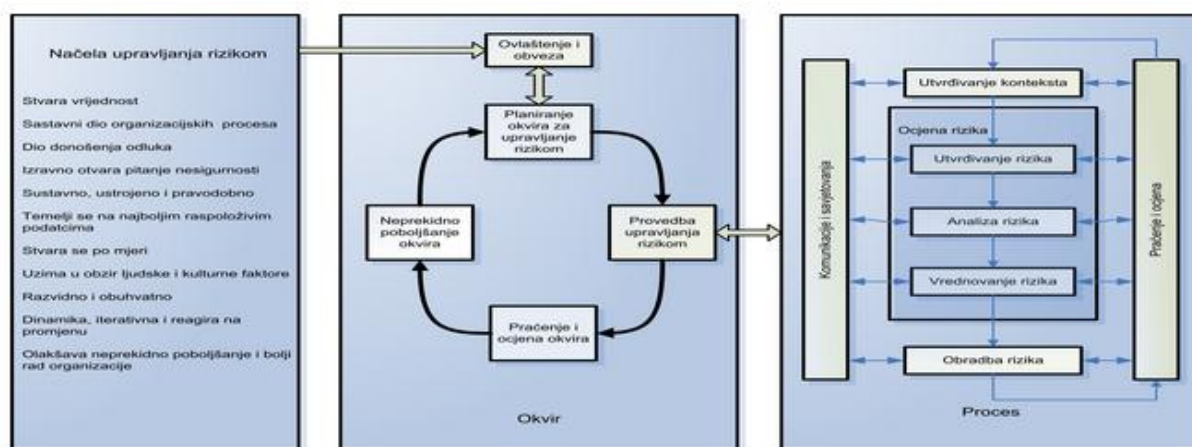 Načela upravljanja rizikom
Stvara vrijednost
Sastavni dio organizacijskih procesa
Dio donošenja odluka
Izravno otvara pitanje nesigurnosti
Sustavno, ustrojeno i pravodobno
Temelji se na najboljim raspoloživim
podatcima
Stvara se po mjeri
Uzima u obzir ljudske i kulturne faktore
Razvidno i obuhvatno
Dinamika, iterativna i reagira na
promjenu
Olakšava neprekidno poboljšanje i bolji
rad organizacije
Ovlaštenje i
obveza
Planiranje
okvira za
upravljanje
rizikom
Neprekidno
poboljšanje
okvira
Provedba
upravljanja
rizikom
Praćenje i
ocjena okvira
Okvir
Komunikacije i savjetovanja
Utvrđivanje konteksta
Ocjena rizika
Utvrđivanje rizika
Analiza rizika
Vrednovanje rizika
Obradba rizika
Praćenje i ocjena
Proces